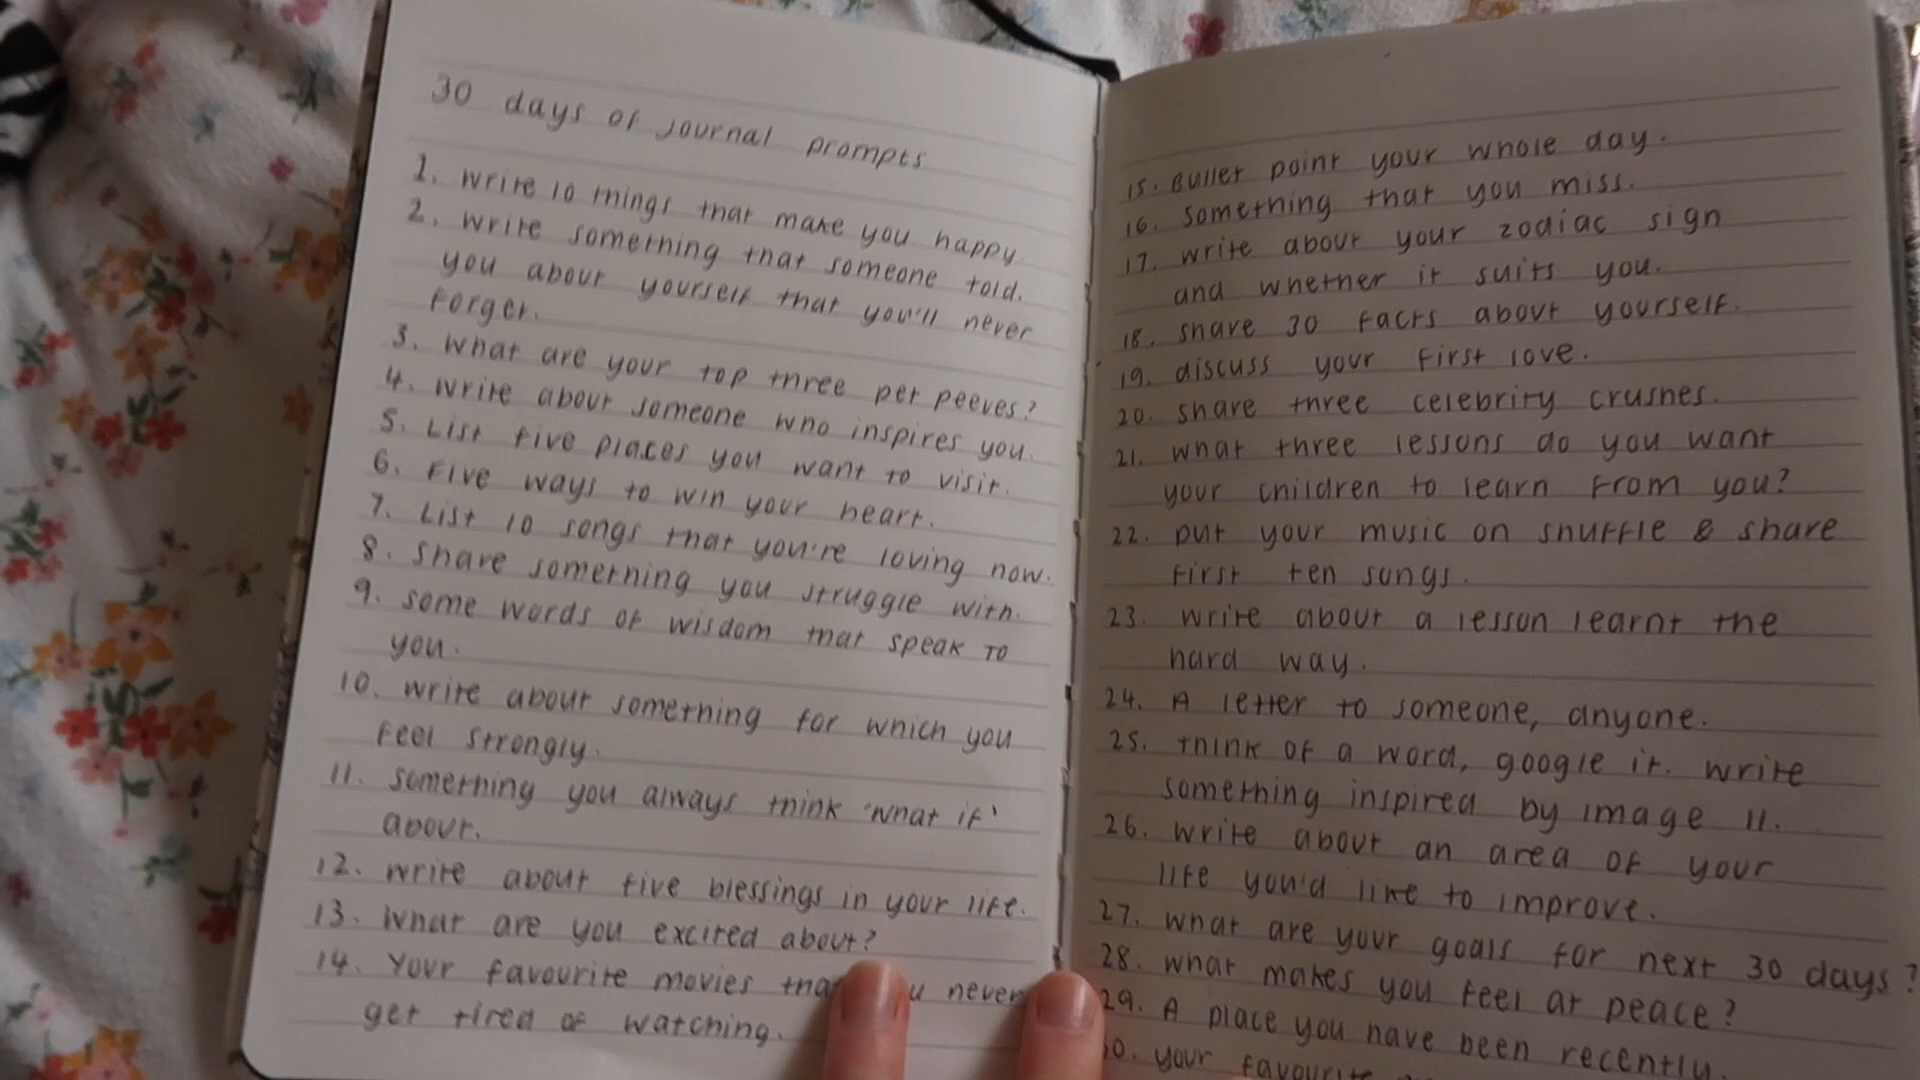 30 days of journal prompts
1. write 10 things that make you happy.
2. write something that someone told.
you about yourself that you'll never
forget.
3. what are your top three pet peeves?
4. write about someone who inspires you.
5. List five places you want to visit.
6. Five ways to win your heart.
7. List 10 songs that you're loving now.
8. share something you struggle with.
9. some words of wisdom that speak to
you.
10. write about something for which you
feel strongly.
11. something you always think 'what if'
about.
12. write about five blessings in your life.
13. what are you excited about?
14. Your favourite movies never
get tired of watching.
15. Bullet point your whole day.
16. something that you miss.
17. write about your zodiac sign
and whether it suits you.
18. share 30 facts about yourself.
19. discuss your first love.
20. share three celebrity crushes.
21. what three lessons do you want
your children to learn from you?
22. put your music on shuffle & share
first ten songs.
23. write about a lesson learnt the
hard way.
24. A letter to someone, anyone.
25. think of a word, google it. write
something inspired by image 11.
26. write about an area of your
life you'd like to improve.
27. what are your goals for next 30 days?
28. what makes you feel at peace?
29. A place you have been recently.
your favourite